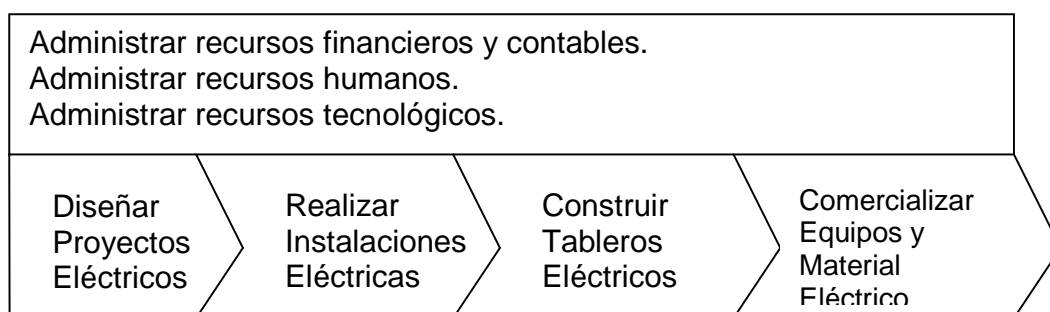 Administrar recursos financieros y contables.
Administrar recursos humanos.
Administrar recursos tecnológicos.
Diseñar
Proyectos
Eléctricos
Realizar
Instalaciones
Eléctricas
Construir
Tableros
Eléctricos
Comercializar
Equipos y
Material
Eléctrico